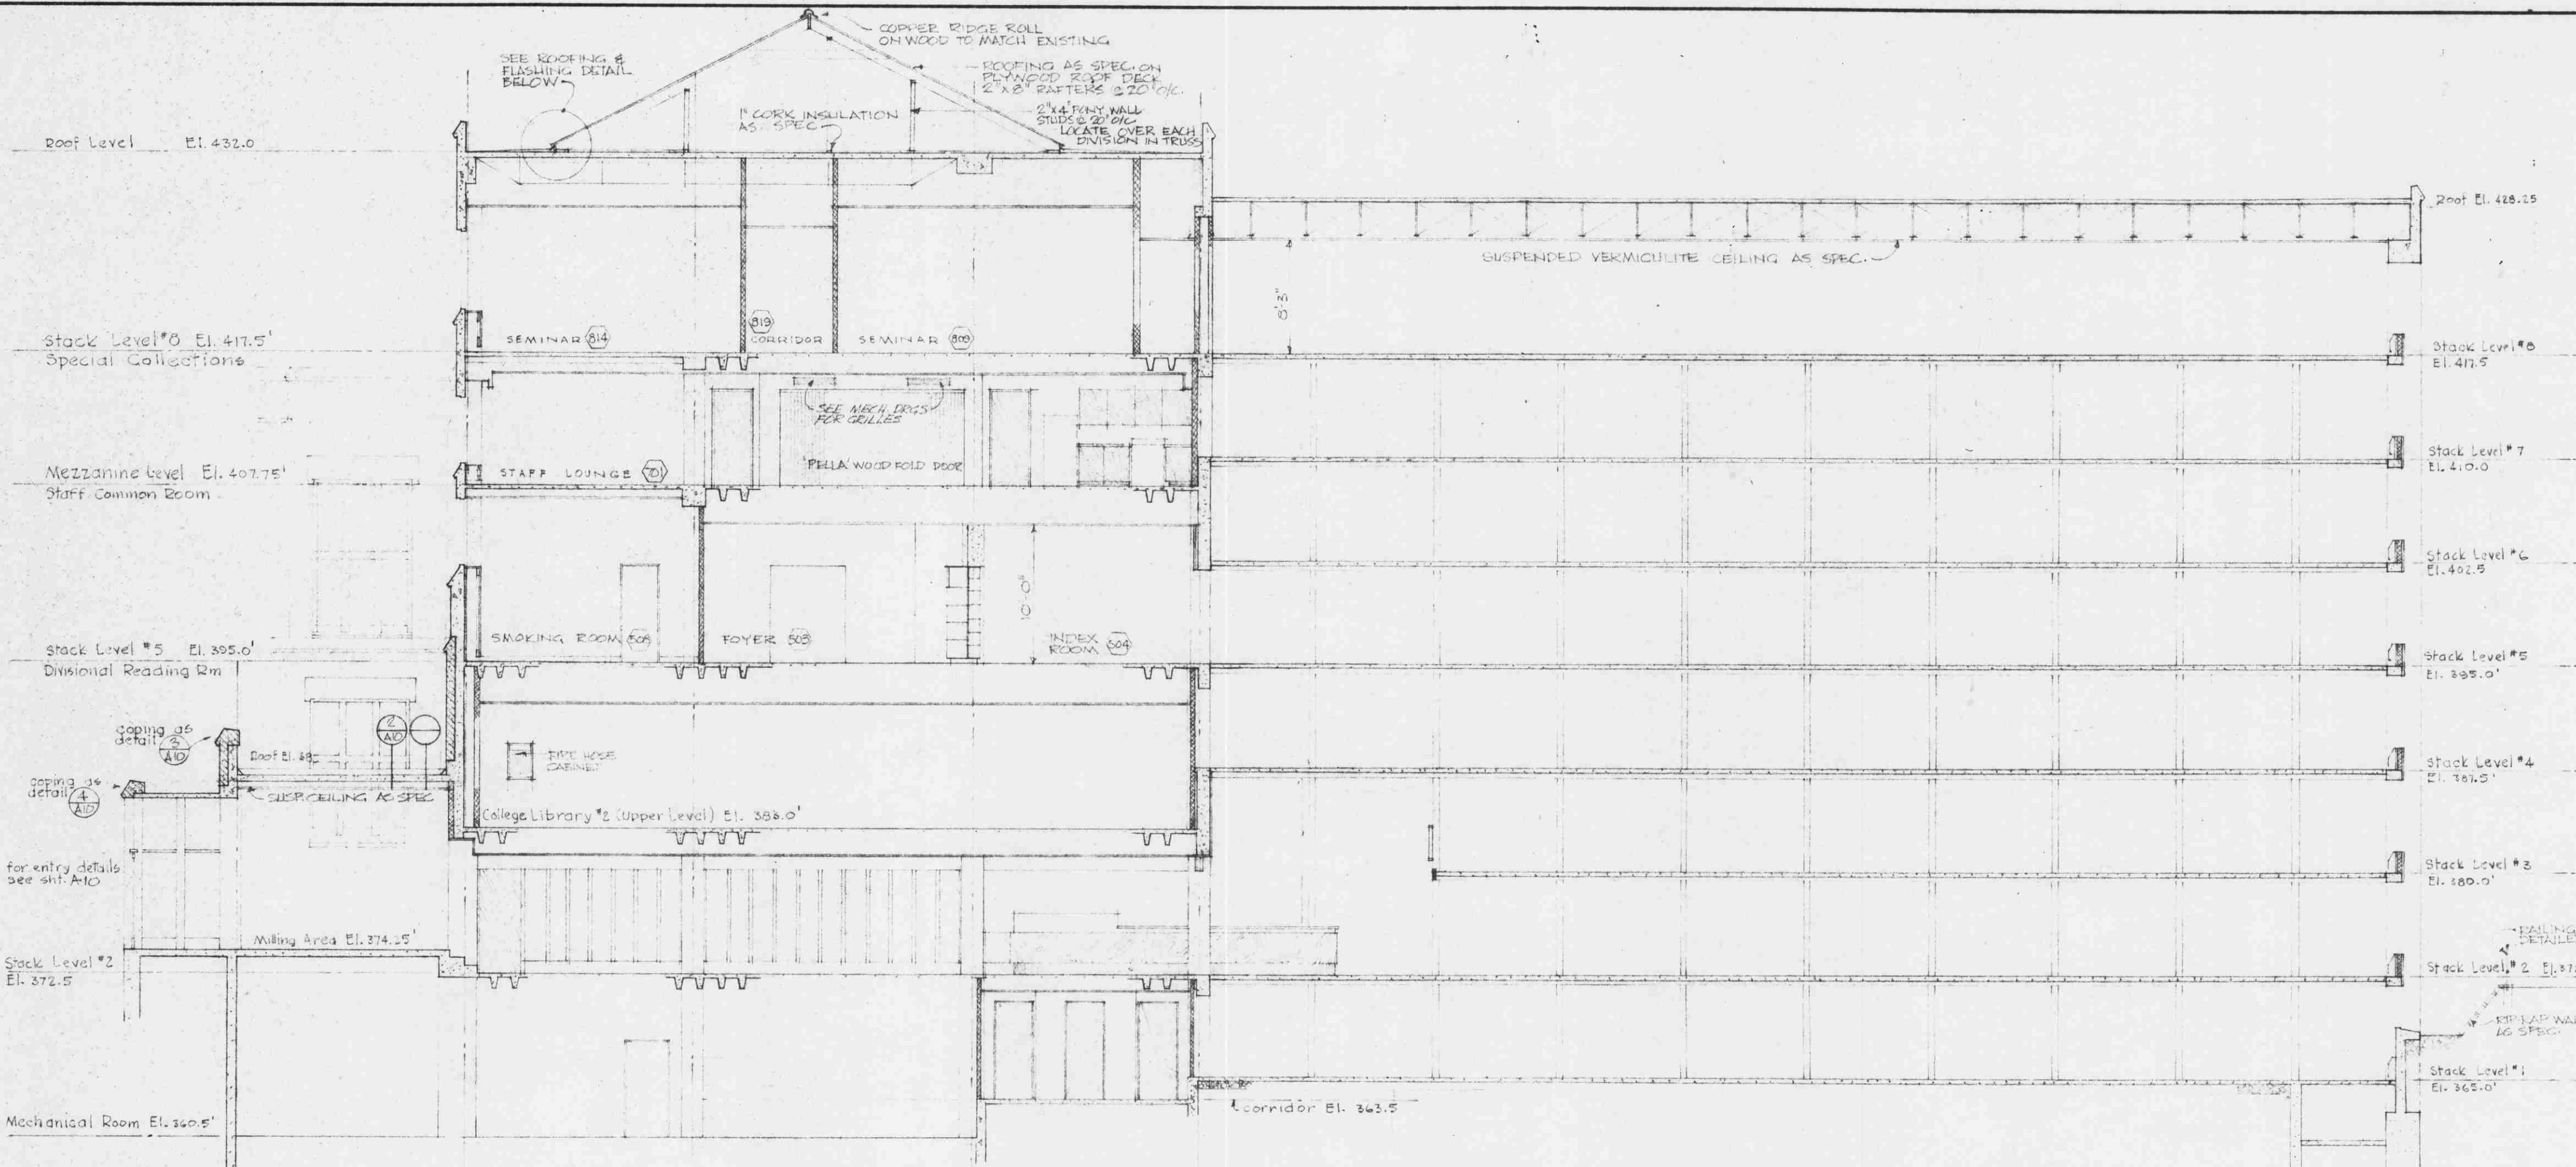 COPPER RIDGE ROLL
ON WOOD TO MATCH EXISTING
SEE ROOFING &
FLASHING DETAIL
BELOW
ROOFING AS SPEC. ON
PLYWOOD ROOF DECK
2"x8" RAFTERS @ 20" O/C.
1" CORK INSULATION
AS SPEC
2"x4" PONY WALL
STUDS @ 20" O/C
LOCATE OVER EACH
DIVISION IN TRUSS
Roof Level El. 432.0
Roof El. 428.25
SUSPENDED VERMICULITE CEILING AS SPEC.
8'-3"
Stack Level #8 El. 417.5'
Special Collections
SEMINAR 814
819
CORRIDOR
SEMINAR 809
Stack Level #8
El. 417.5
SEE MECH. DRGS
FOR GRILLES
Mezzanine Level El. 407.75'
Staff Common Room
STAFF LOUNGE 701
'PELLA' WOOD FOLD DOOR
Stack Level #7
El. 410.0
Stack Level #6
El. 402.5
10'-0"
Stack Level #5 El. 395.0'
Divisional Reading Rm
SMOKING ROOM 509
FOYER 503
INDEX
ROOM 504
Stack Level #5
El. 395.0'
coping as
detail 3
A10
Roof El.
2
A10
coping as
detail 4
A10
SUSP. CEILING AS SPEC
FIRE HOSE
CABINET
Stack Level #4
El. 387.5'
College Library #2 (Upper Level) El. 383.0'
for entry details
see sht. A-10
Stack Level #3
El. 380.0'
Milling Area El. 374.25'
Stack Level #2
El. 372.5
RAILING
Stack Level #2 El.
RIP-RAP
AS SPEC.
Stack Level #1
El. 365.0'
corridor El. 363.5
Mechanical Room El. 360.5'